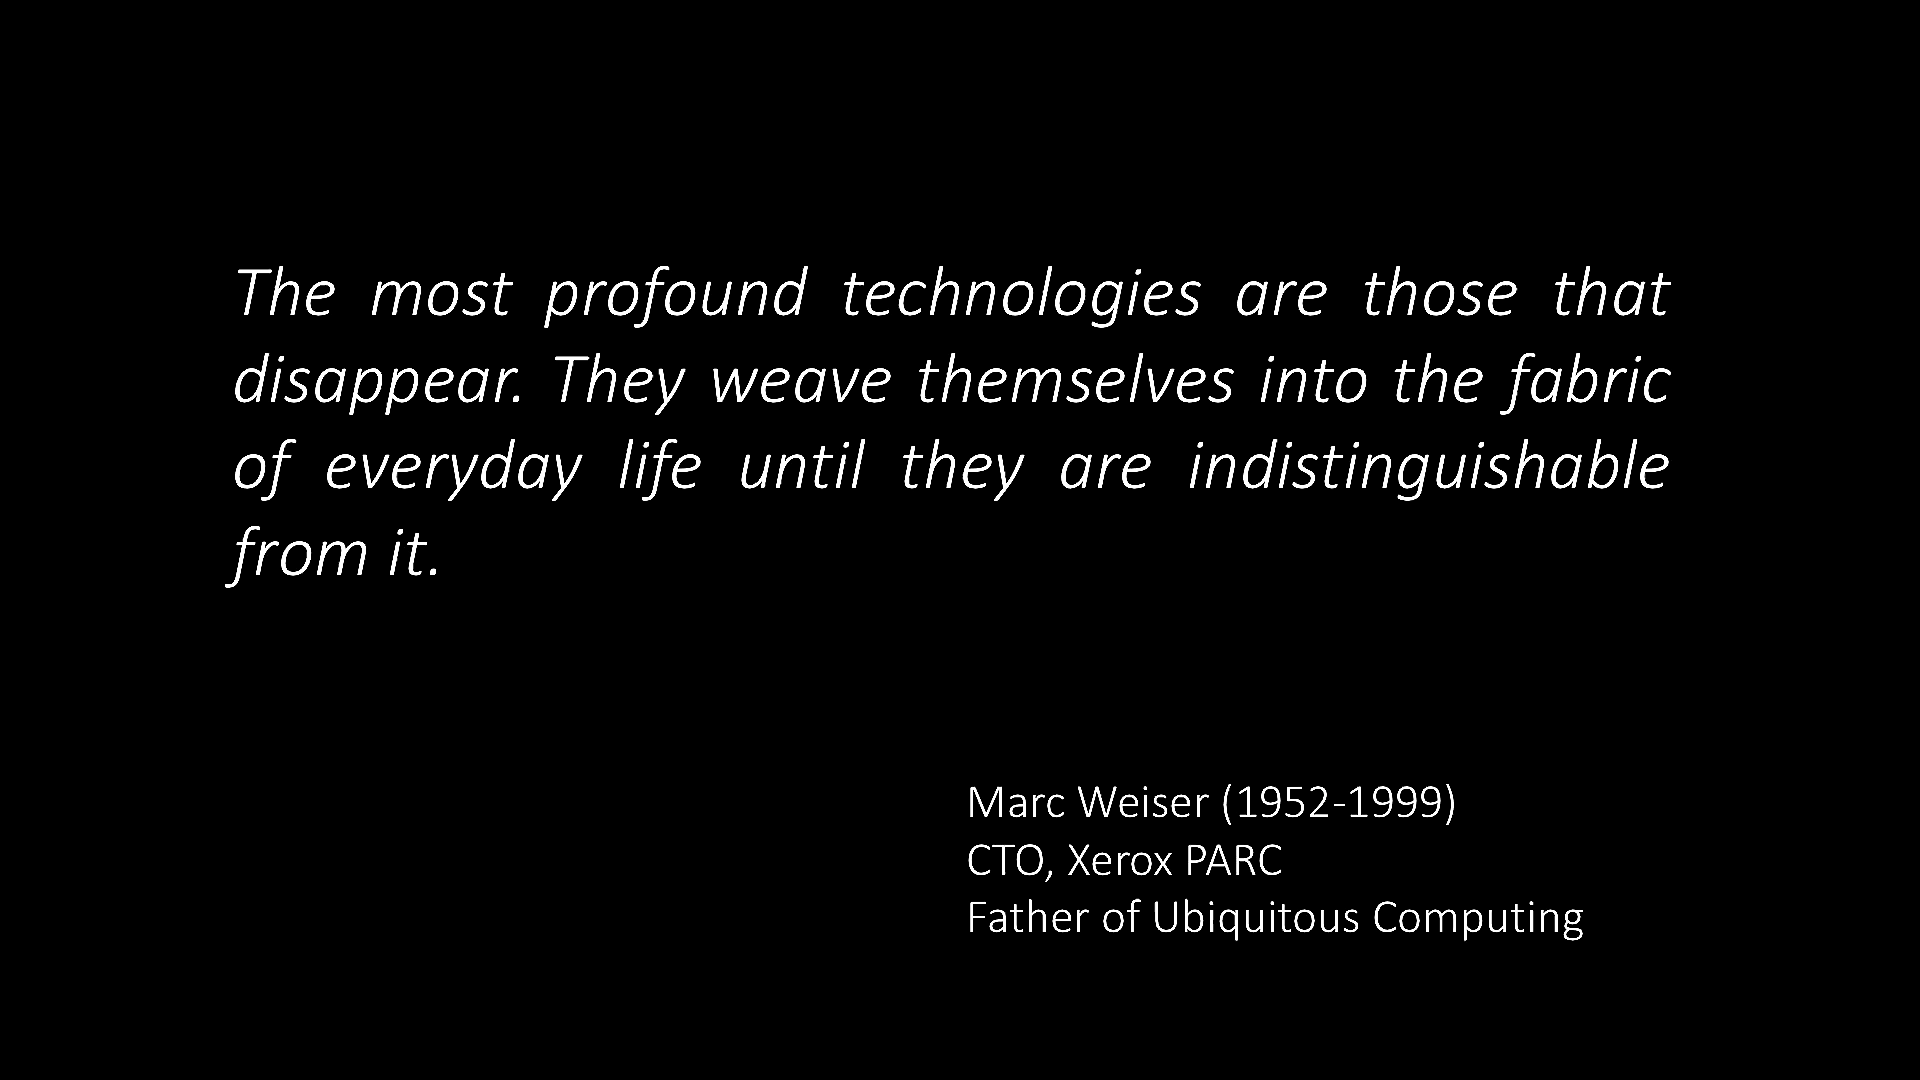 The most profound technologies are those that
disappear. They weave themselves into the fabric
of everyday life until they are indistinguishable
from it.
Marc Weiser (1952-1999)
CTO, Xerox PARC
Father of Ubiquitous Computing